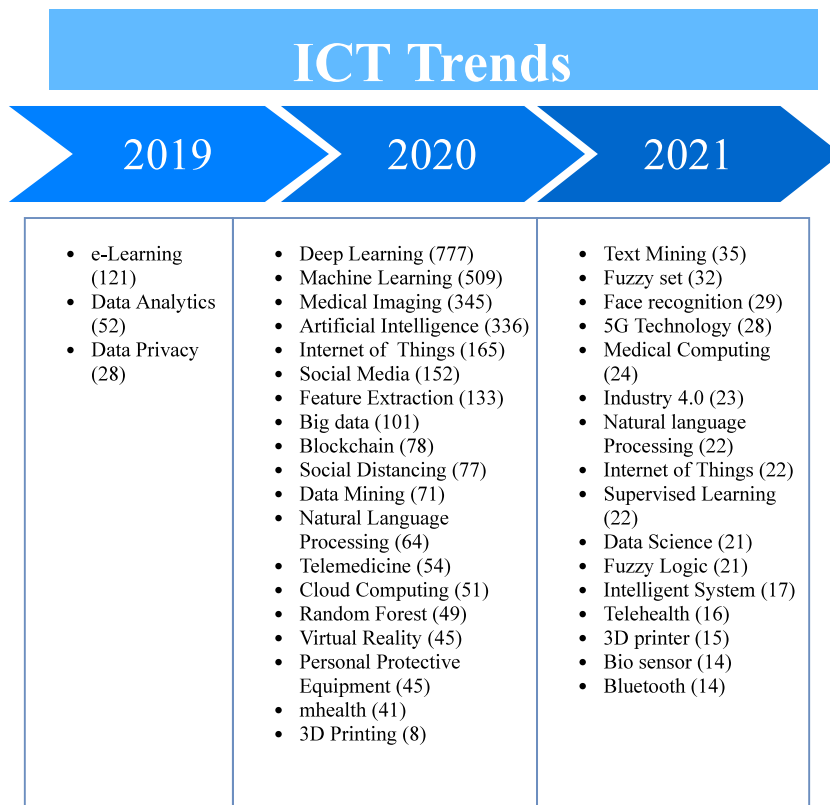 ICT Trends
2019
2020
2021
• e-Learning
(121)
• Data Analytics
(52)
• Data Privacy
(28)
• Deep Learning (777)
• Machine Learning (509)
• Medical Imaging (345)
• Artificial Intelligence (336)
• Internet of Things (165)
• Social Media (152)
• Feature Extraction (133)
• Big data (101)
• Blockchain (78)
• Social Distancing (77)
• Data Mining (71)
• Natural Language
Processing (64)
• Telemedicine (54)
• Cloud Computing (51)
• Random Forest (49)
• Virtual Reality (45)
• Personal Protective
Equipment (45)
• mhealth (41)
• 3D Printing (8)
• Text Mining (35)
• Fuzzy set (32)
• Face recognition (29)
• 5G Technology (28)
• Medical Computing
(24)
• Industry 4.0 (23)
• Natural language
Processing (22)
• Internet of Things (22)
• Supervised Learning
(22)
• Data Science (21)
• Fuzzy Logic (21)
• Intelligent System (17)
• Telehealth (16)
• 3D printer (15)
• Bio sensor (14)
• Bluetooth (14)